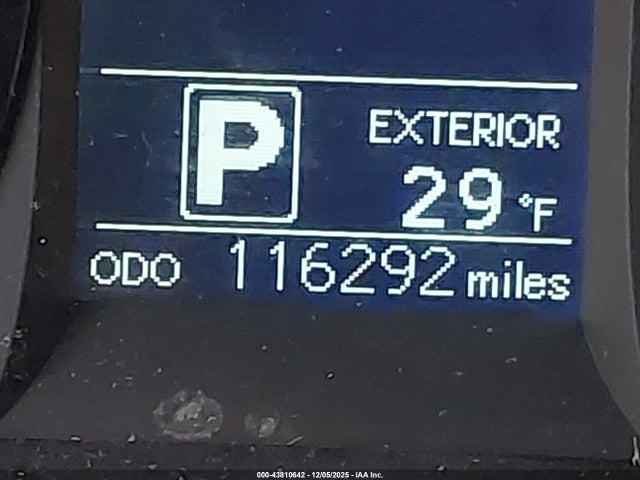 P
EXTERIOR
29 °F
ODO 116292 miles
000-43810642 - 12/05/2025 - IAA Inc.